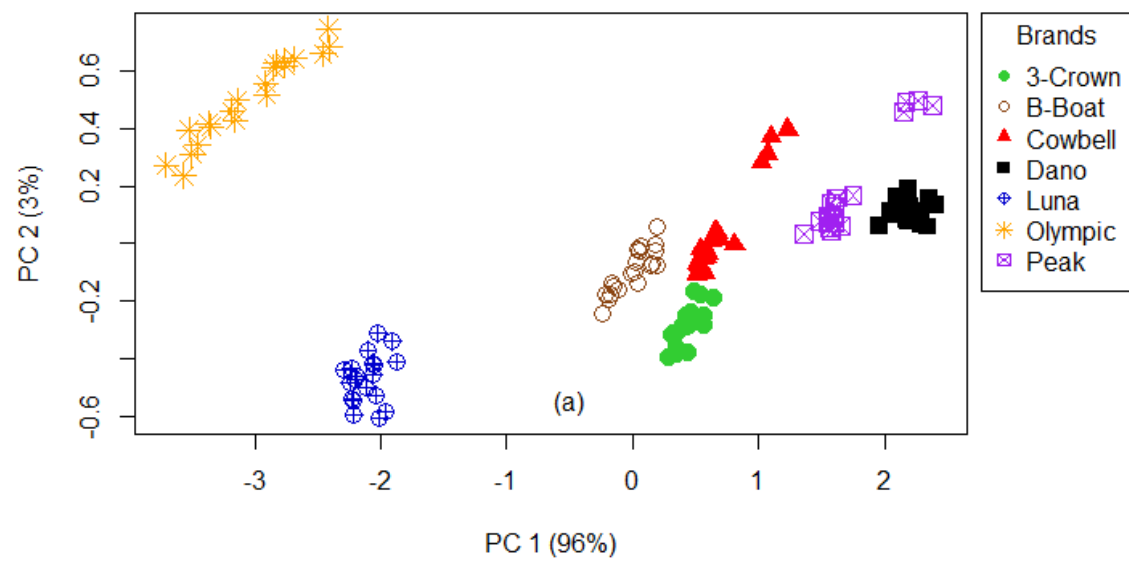 PC 2 (3%)
0.6
0.4
0.2
-0.2
-0.6
(a)
-3
-2
-1
0
1
2
PC 1 (96%)
Brands
3-Crown
B-Boat
Cowbell
Dano
Luna
Olympic
Peak